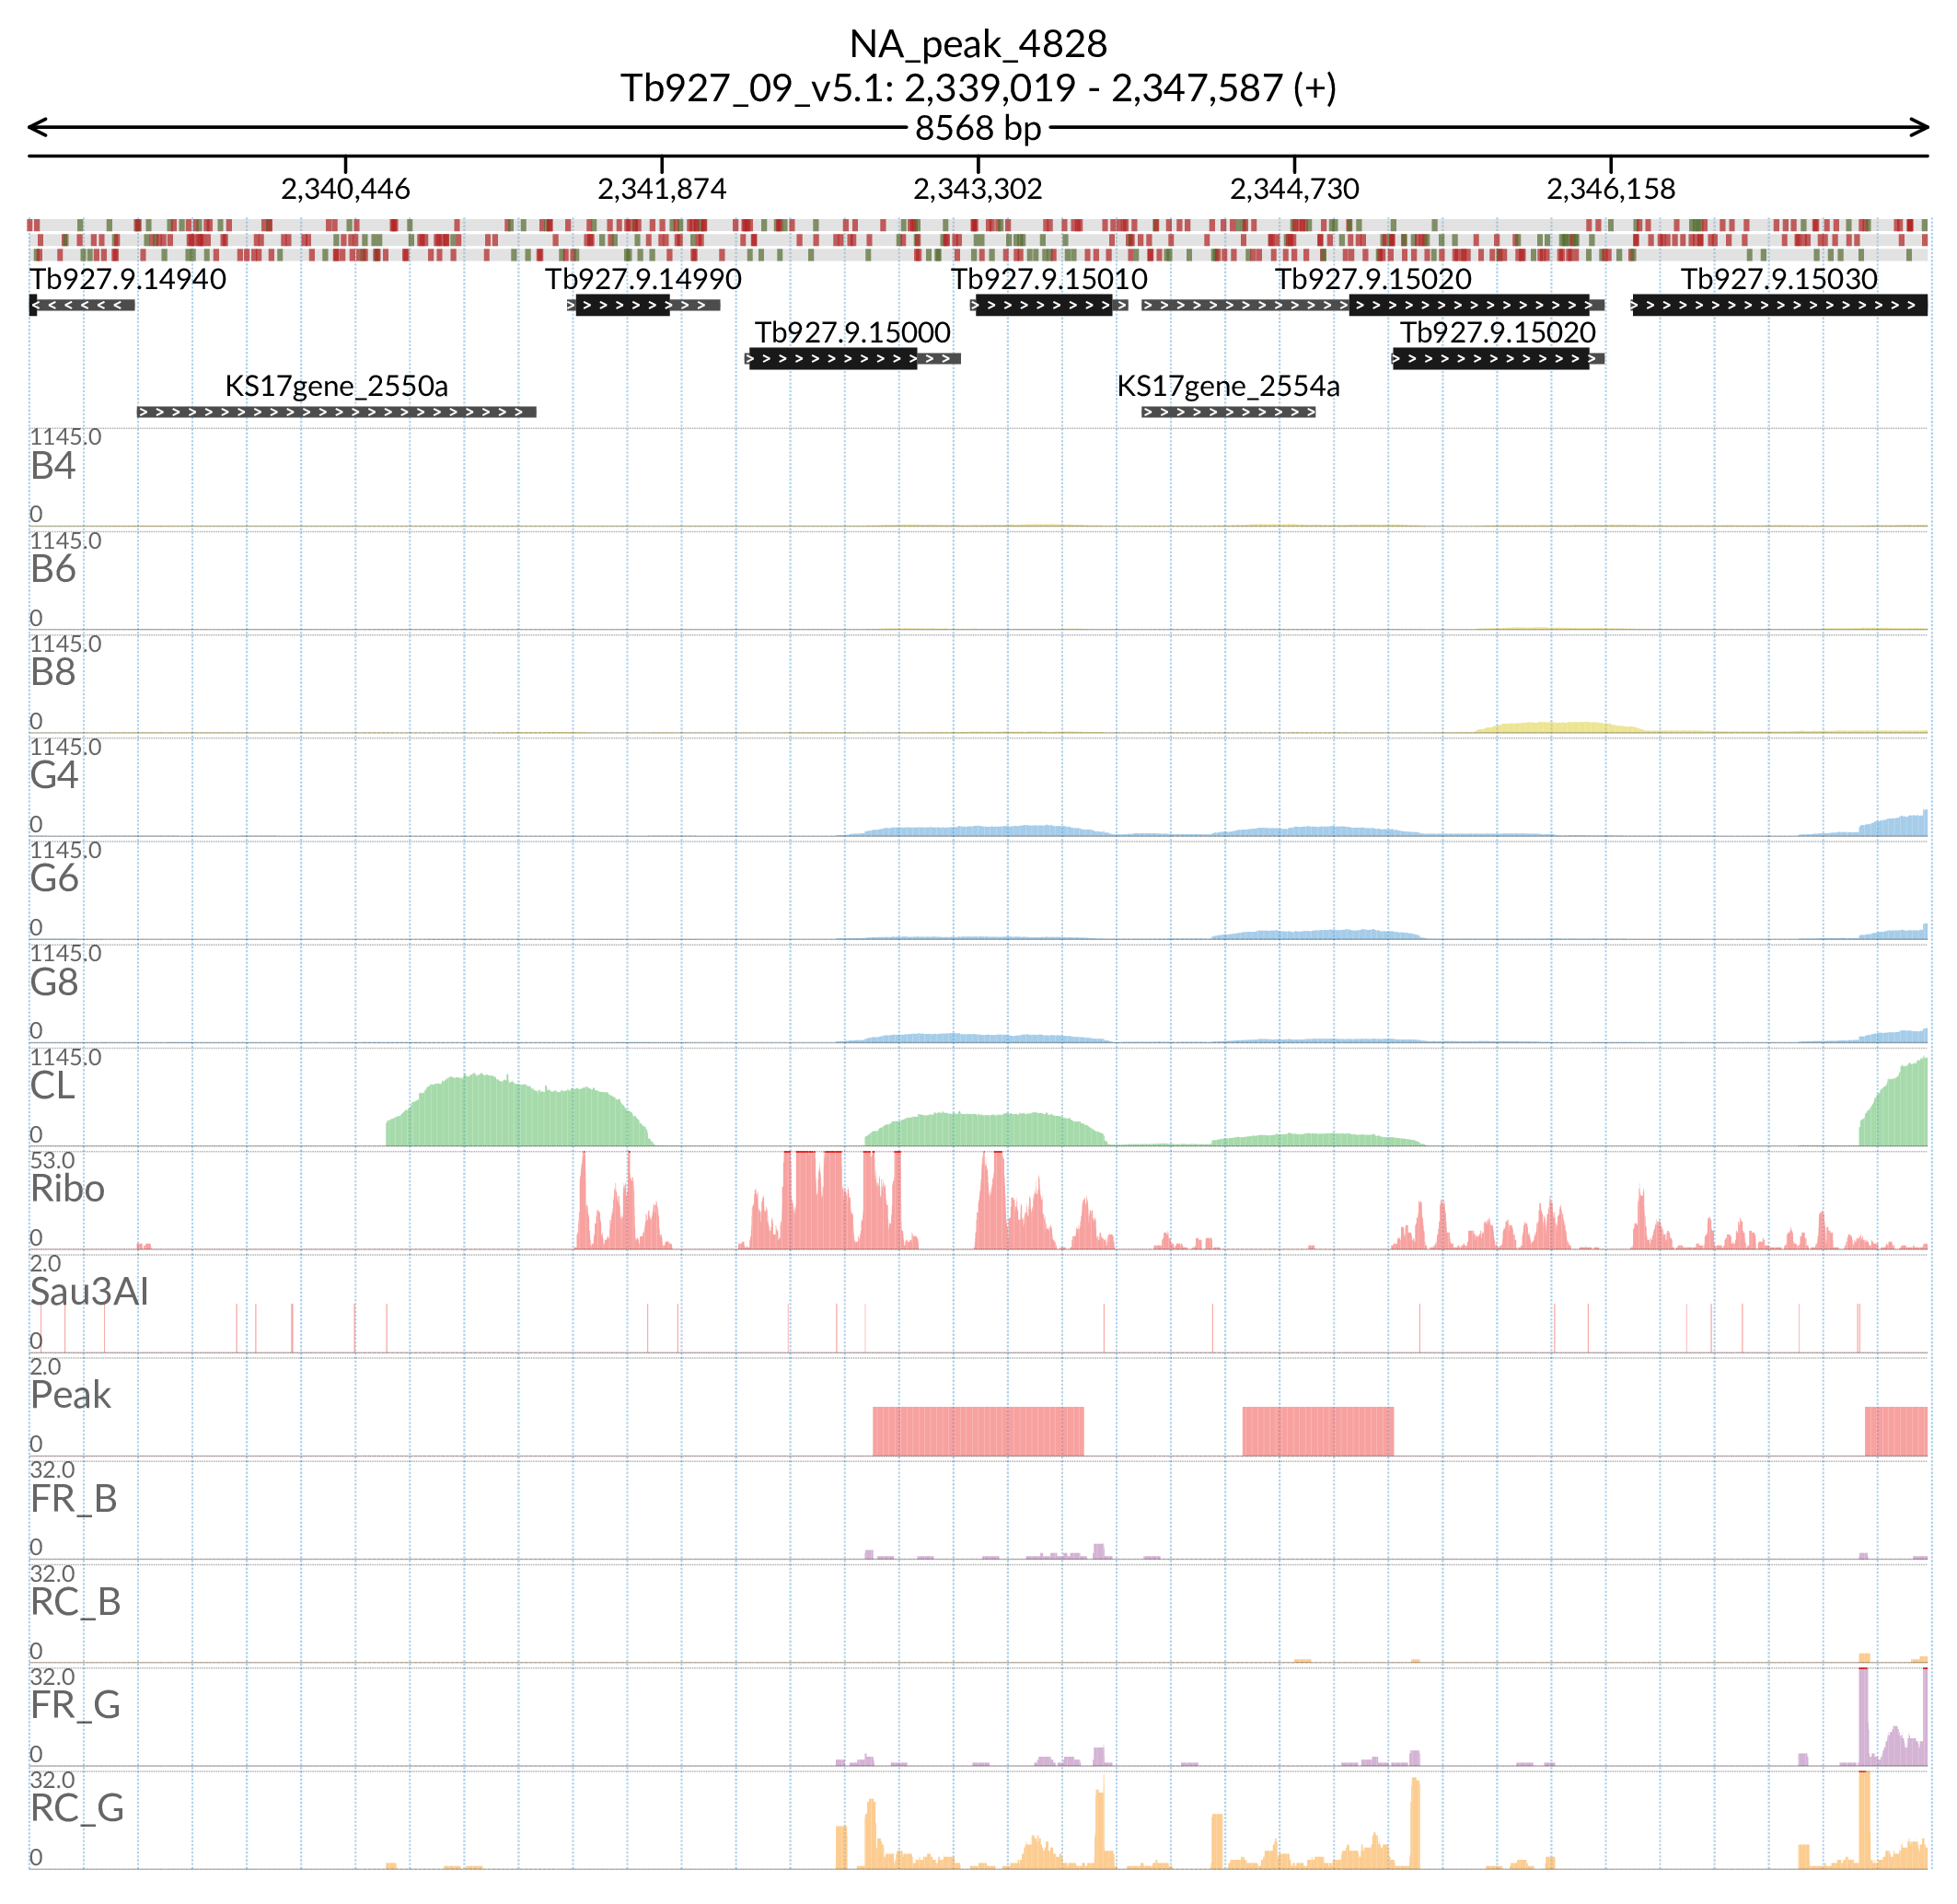 NA_peak_4828
Tb927_09_v5.1: 2,339,019 - 2,347,587 (+)
8568 bp
2,340,446 2,341,874 2,343,302 2,344,730 2,346,158
Tb927.9.14940 Tb927.9.14990 Tb927.9.15010 Tb927.9.15020 Tb927.9.15030
Tb927.9.15000 Tb927.9.15020
KS17gene_2550a KS17gene_2554a
1145.0
B4
0
1145.0
B6
0
1145.0
B8
0
1145.0
G4
0
1145.0
G6
0
1145.0
G8
0
1145.0
CL
0
53.0
Ribo
0
2.0
Sau3AI
0
2.0
Peak
0
32.0
FR_B
0
32.0
RC_B
0
32.0
FR_G
0
32.0
RC_G
0